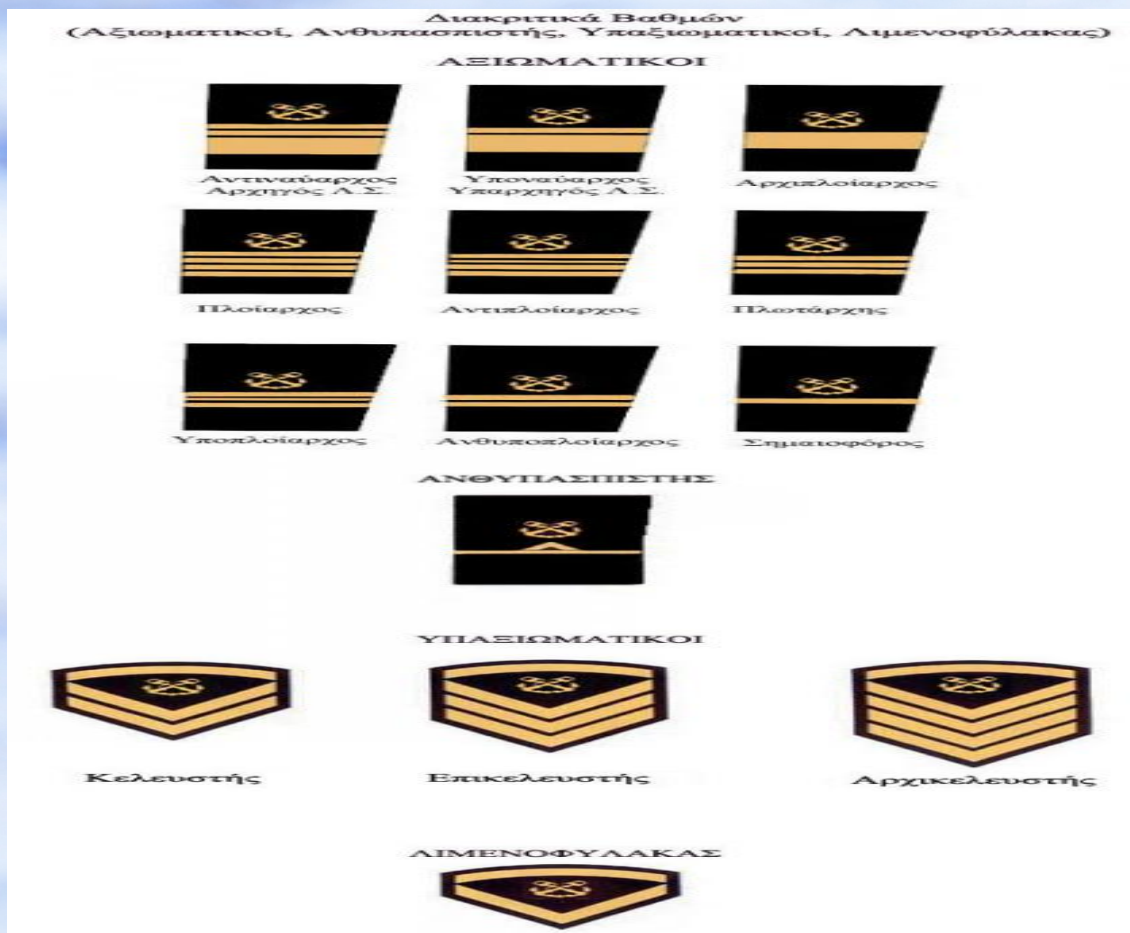 Διακριτικά Βαθμών
(Αξιωματικοί, Ανθυπασπιστής, Υπαξιωματικοί, Λιμενοφύλακας)
ΑΞΙΩΜΑΤΙΚΟΙ
Αντιναύαρχος Υποναύαρχος Αρχιπλοίαρχος
Αρχηγός Λ.Σ. Υπαρχηγός Λ.Σ.
Πλοίαρχος Αντιπλοίαρχος Πλωτάρχης
Υποπλοίαρχος Ανθυποπλοίαρχος Σημαιοφόρος
ΑΝΘΥΠΑΣΠΙΣΤΗΣ
ΥΠΑΞΙΩΜΑΤΙΚΟΙ
Κελευστής Επικελευστής Αρχικελευστής
ΛΙΜΕΝΟΦΥΛΑΚΑΣ